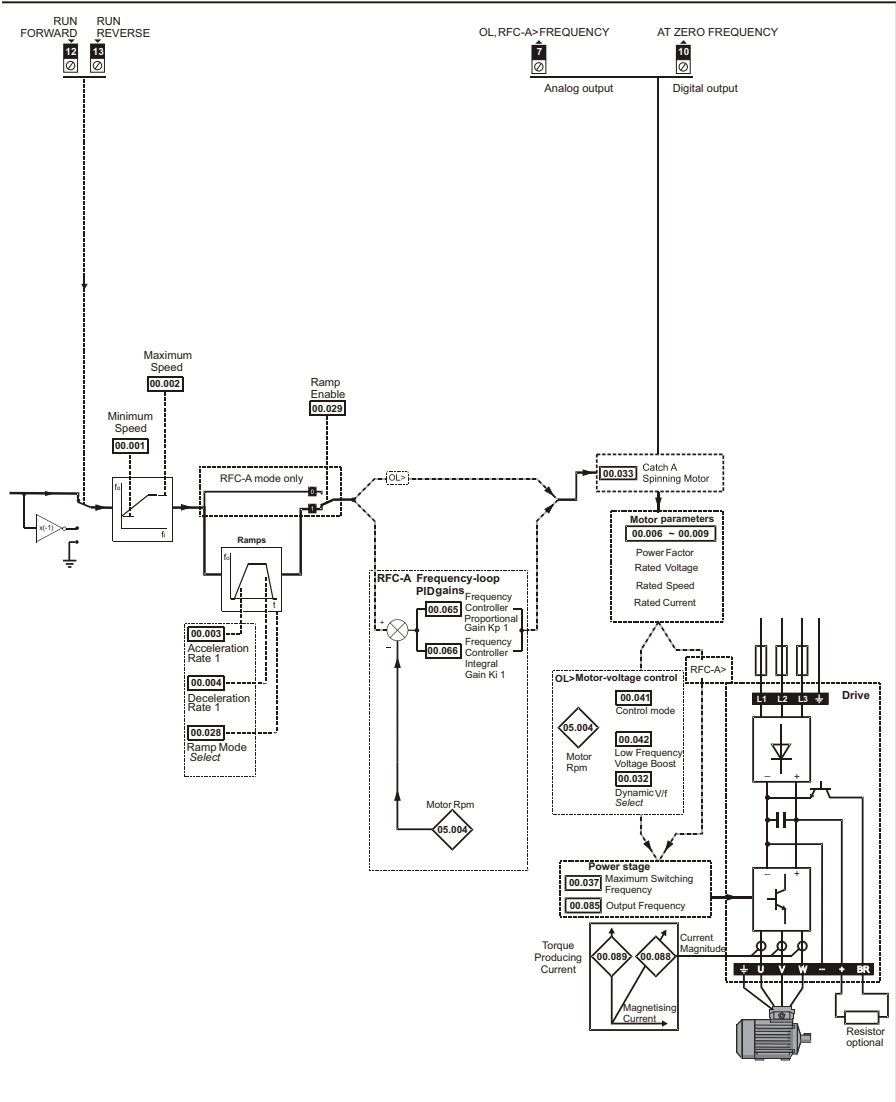 RUN
FORWARD
RUN
REVERSE
12
13
OL, RFC-A>FREQUENCY
7
Analog output
AT ZERO FREQUENCY
10
Digital output
Maximum
Speed
00.002
Minimum
Speed
00.001
Ramp
Enable
00.029
x(-1)
fo
fi
RFC-A mode only
0
1
Ramps
fo
t
00.003
Acceleration
Rate 1
00.004
Deceleration
Rate 1
00.028
Ramp Mode
Select
OL>
RFC-A Frequency-loop
PIDgains
+
−
00.065
Frequency
Controller
Proportional
Gain Kp 1
00.066
Frequency
Controller
Integral
Gain Ki 1
Motor Rpm
05.004
00.033
Catch A
Spinning Motor
Motor parameters
00.006 ~ 00.009
Power Factor
Rated Voltage
Rated Speed
Rated Current
RFC-A>
OL>Motor-voltage control
05.004
Motor
Rpm
00.041
Control mode
00.042
Low Frequency
Voltage Boost
00.032
Dynamic V/f
Select
Power stage
00.037
Maximum Switching
Frequency
00.085
Output Frequency
Torque
Producing
Current
00.089
00.088
Current
Magnitude
Magnetising
Current
L1 L2 L3
Drive
− +
− +
U V W − + BR
Resistor
optional